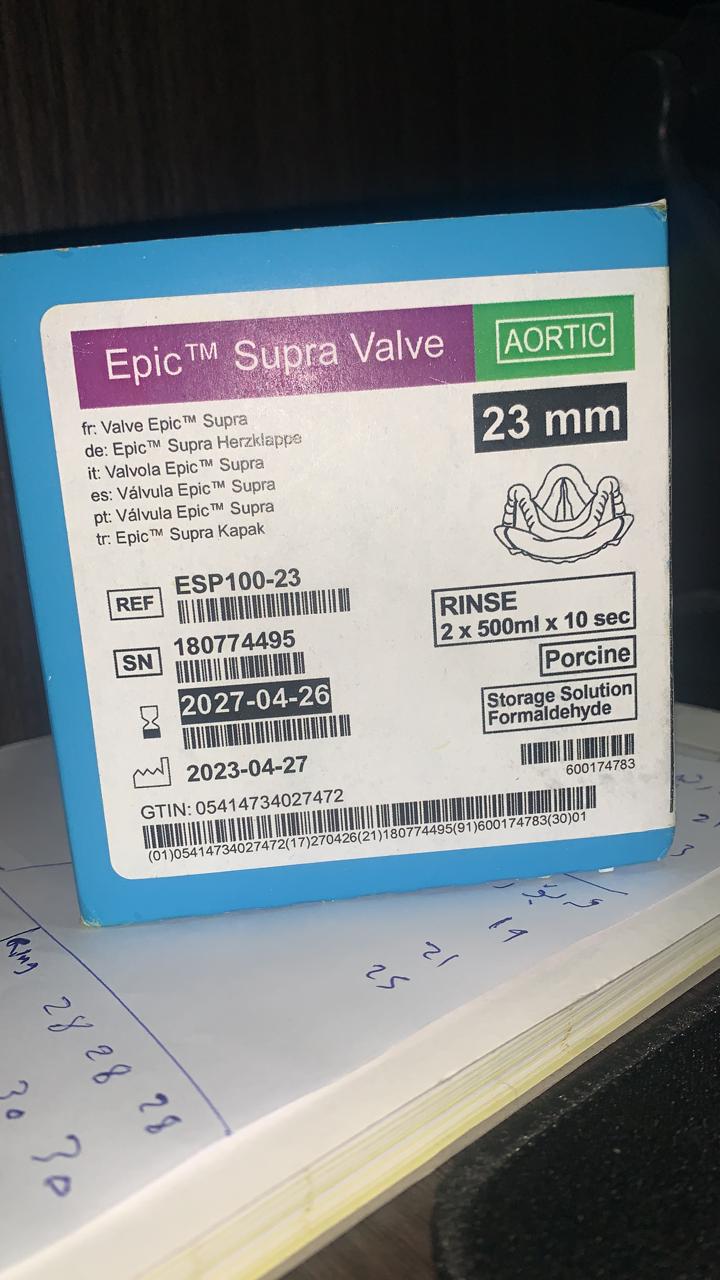 Epic™ Supra Valve
AORTIC
23 mm
fr: Valve Epic™ Supra
de: Epic™ Supra Herzklappe
it: Valvola Epic™ Supra
es: Válvula Epic™ Supra
pt: Válvula Epic™ Supra
tr: Epic™ Supra Kapak
REF
ESP100-23
SN
180774495
2027-04-26
2023-04-27
RINSE
2 x 500ml x 10 sec
Porcine
Storage Solution
Formaldehyde
600174783
GTIN: 05414734027472
(01)05414734027472(17)270426(21)180774495(91)600174783(30)01
19
21
25
Ring
28 28 28
30 30